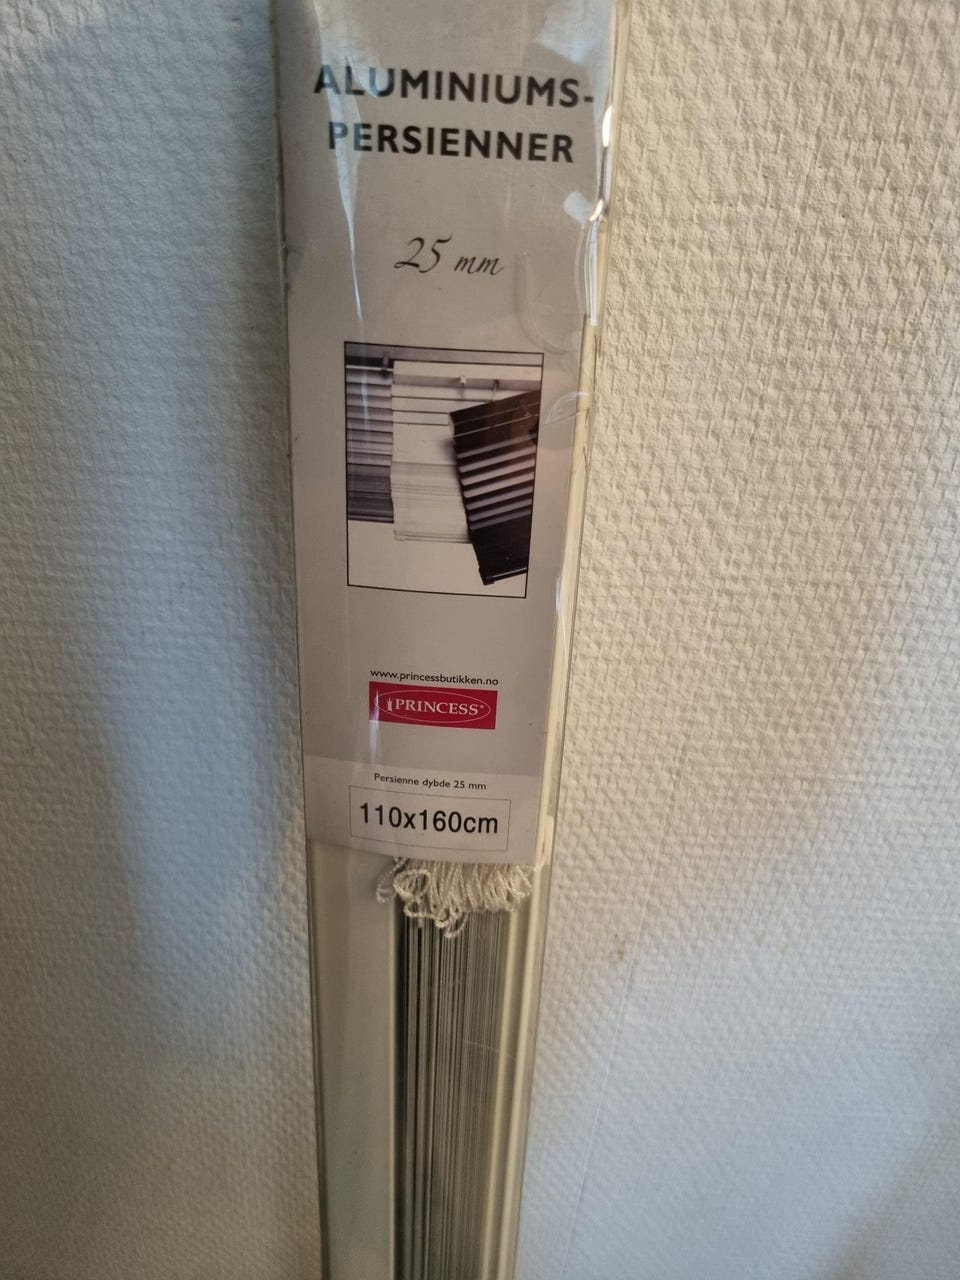 ALUMINIUMS-
PERSIENNER
25 mm
www.princessbutikken.no
PRINCESS®
Persienne dybde 25 mm
110x160cm